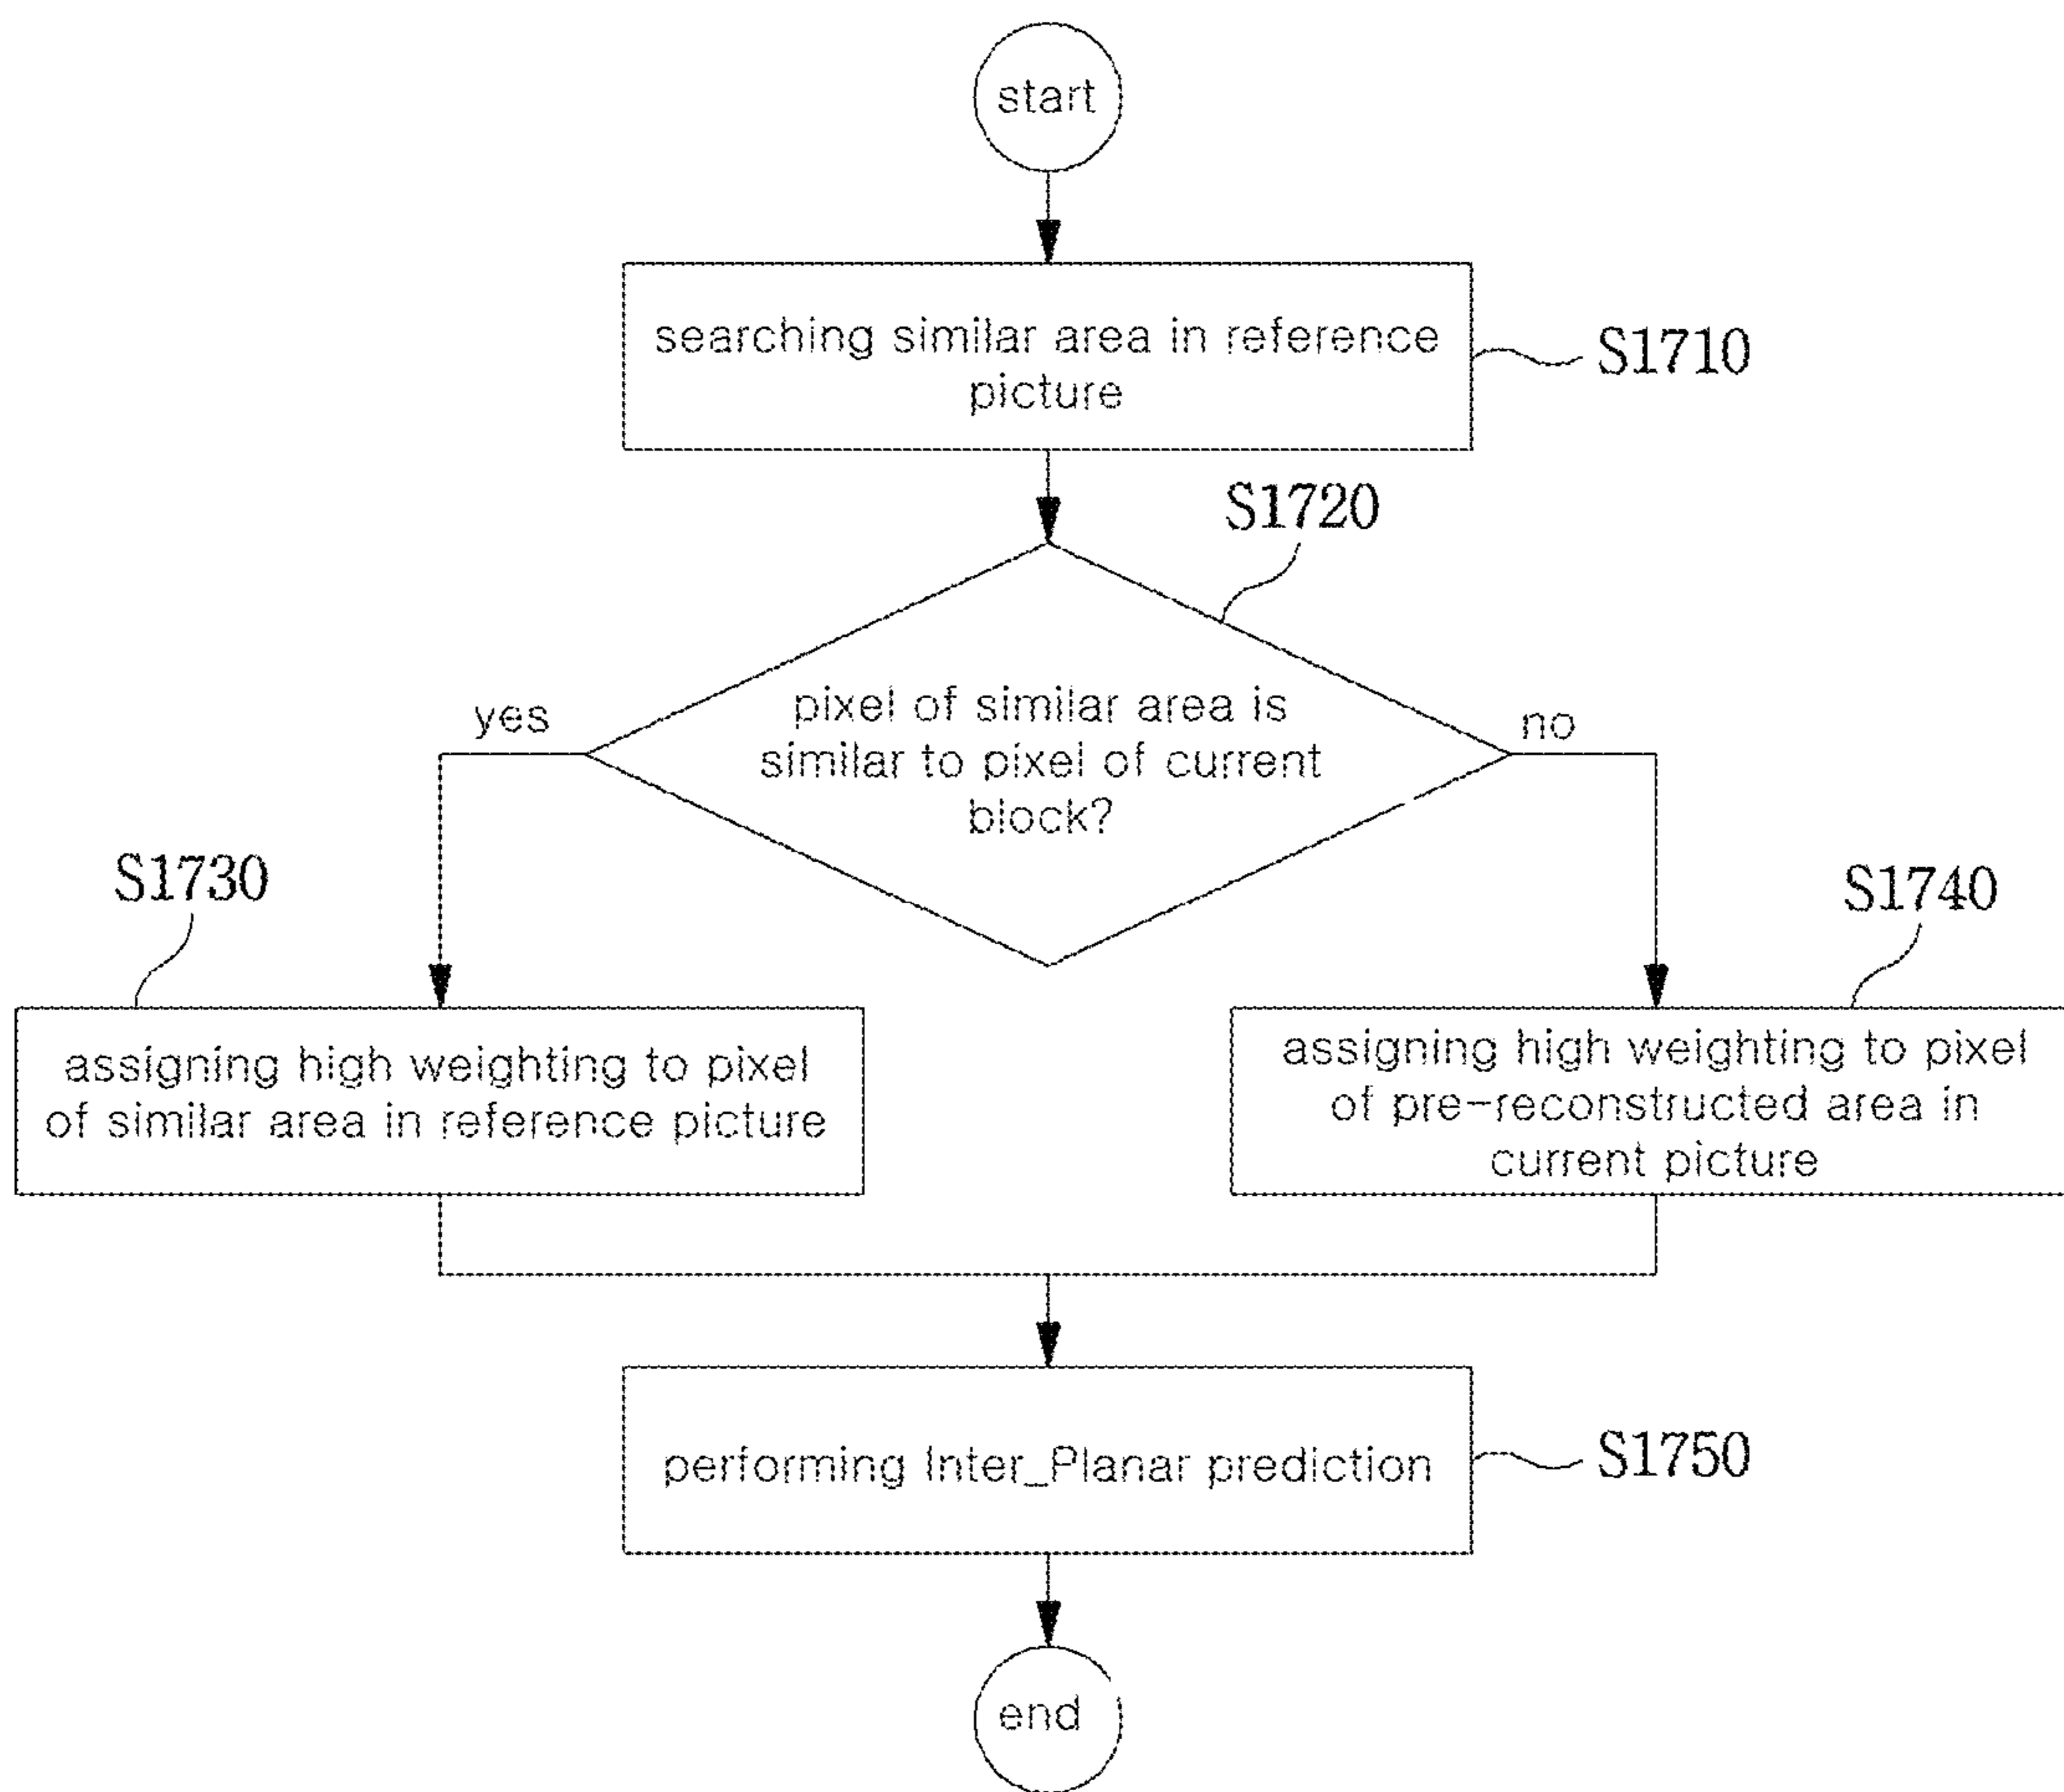 start
searching similar area in reference
picture
S1710
S1720
pixel of similar area is
similar to pixel of current
block?
yes
no
S1730
S1740
assigning high weighting to pixel
of similar area in reference picture
assigning high weighting to pixel
of pre-reconstructed area in
current picture
performing Inter_Planar prediction
S1750
end